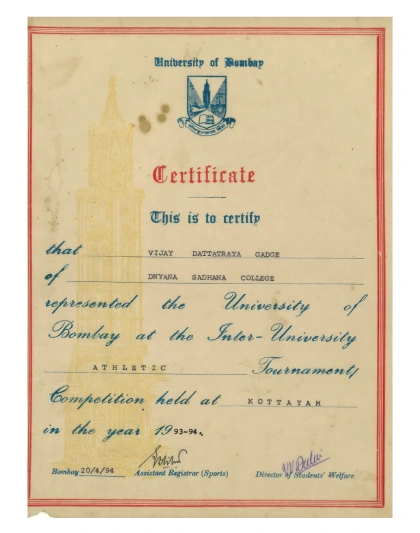 University of Bombay
Certificate
This is to certify
that VIJAY DATTATRAYA GADGE
of DNYANA SADHANA COLLEGE
represented the University of
Bombay at the Inter-University
ATHLETIC Tournament/
Competition held at KOTTAYAM
in the year 1993-94.
Bombay 20/4/94 Assistant Registrar (Sports) Director of Students' Welfare